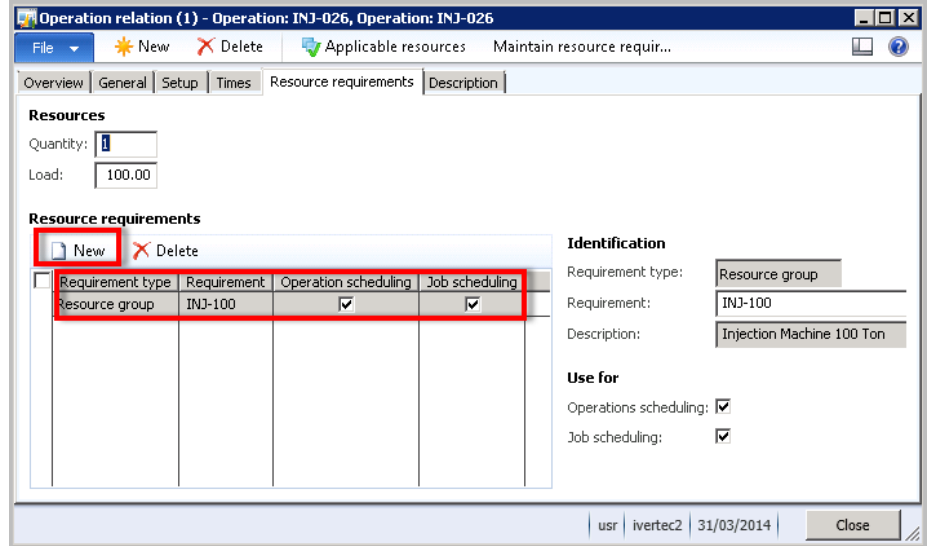 Operation relation (1) - Operation: INJ-026, Operation: INJ-026
File New Delete Applicable resources Maintain resource requir...
Overview General Setup Times Resource requirements Description
Resources
Quantity: 1
Load: 100.00
Resource requirements
New Delete
Requirement type Requirement Operation scheduling Job scheduling
Resource group INJ-100
Identification
Requirement type: Resource group
Requirement: INJ-100
Description: Injection Machine 100 Ton
Use for
Operations scheduling:
Job scheduling:
usr ivertec2 31/03/2014 Close